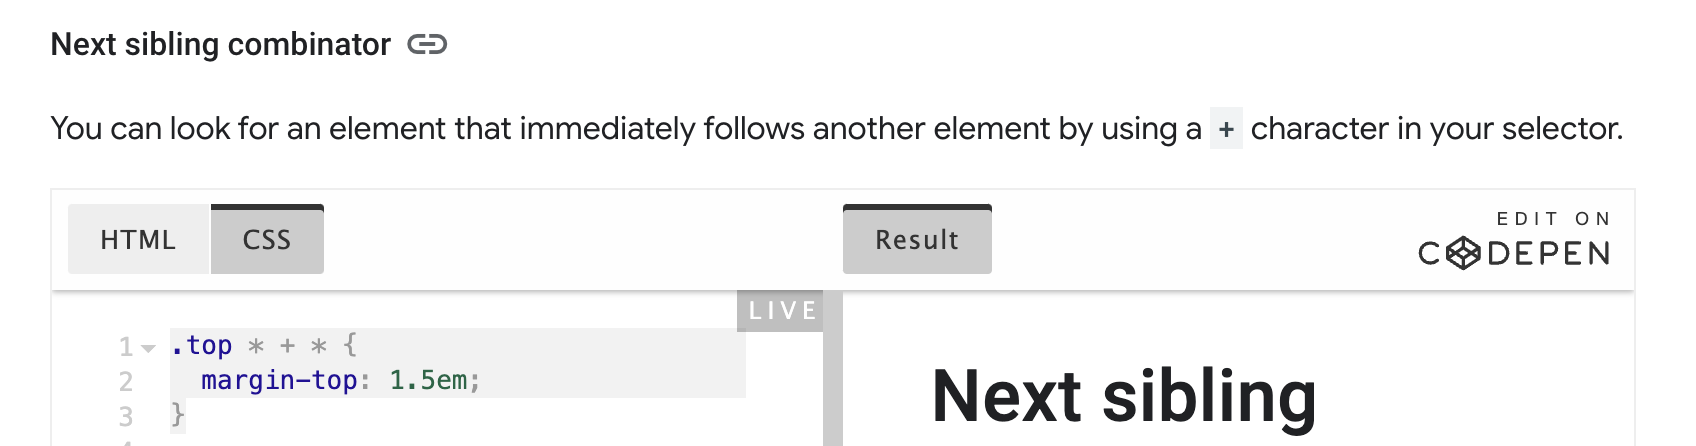 Next sibling combinator
You can look for an element that immediately follows another element by using a + character in your selector.
HTML CSS Result EDIT ON
CODEPEN
LIVE
1 .top * + * {
2 margin-top: 1.5em;
3 }
Next sibling